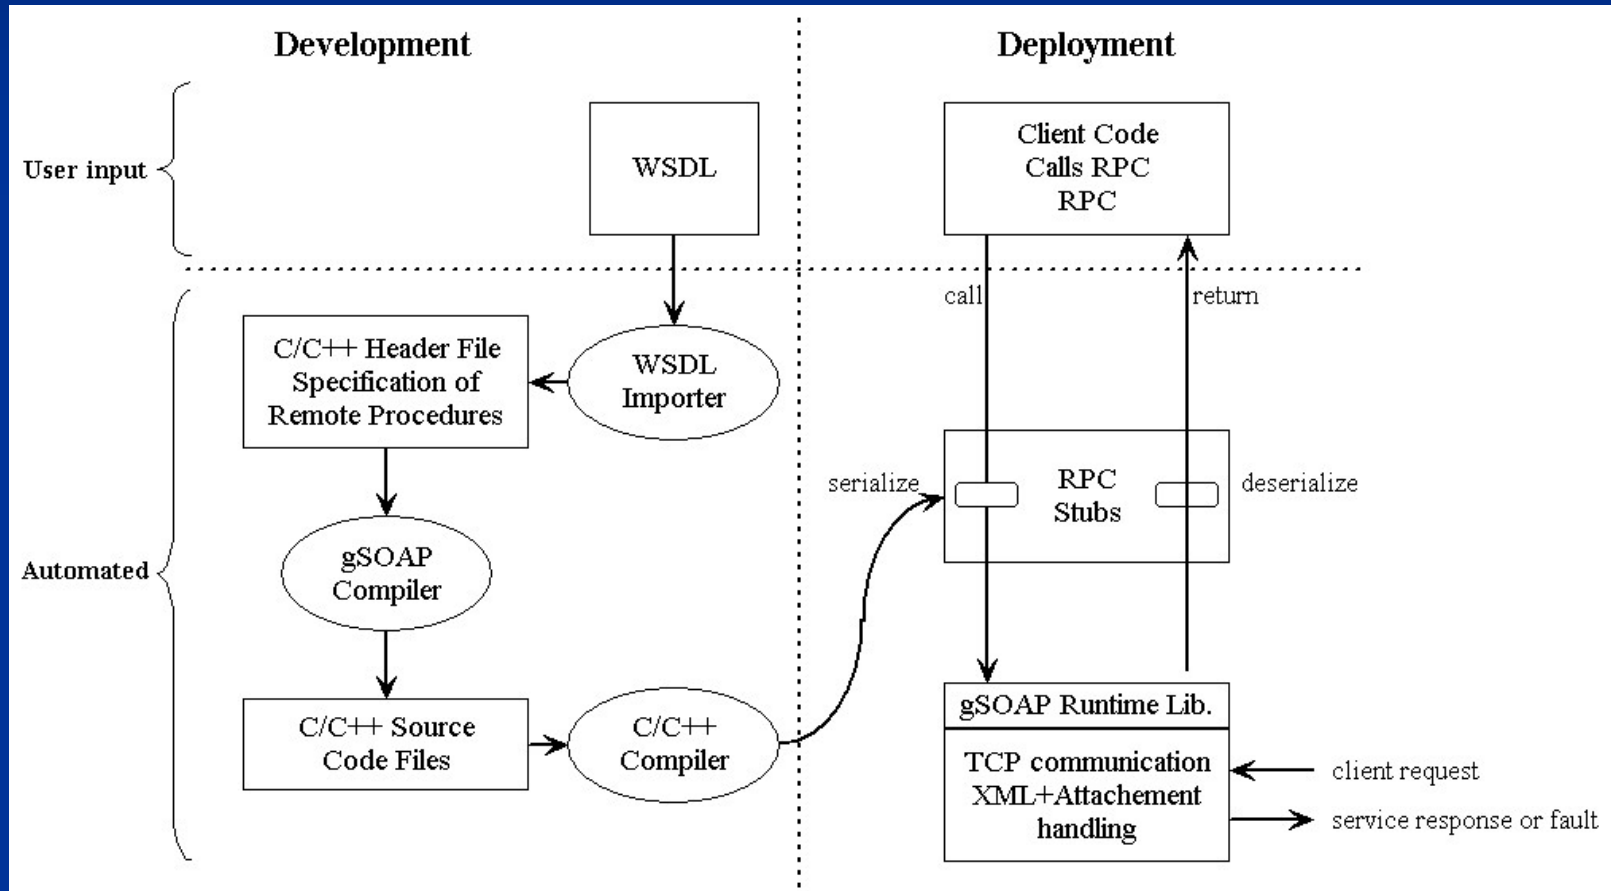 Development
Deployment
User input
WSDL
Client Code
Calls RPC
RPC
call
return
C/C++ Header File
Specification of
Remote Procedures
WSDL
Importer
serialize
RPC
Stubs
deserialize
Automated
gSOAP
Compiler
C/C++ Source
Code Files
C/C++
Compiler
gSOAP Runtime Lib.
TCP communication
XML+Attachement
handling
client request
service response or fault